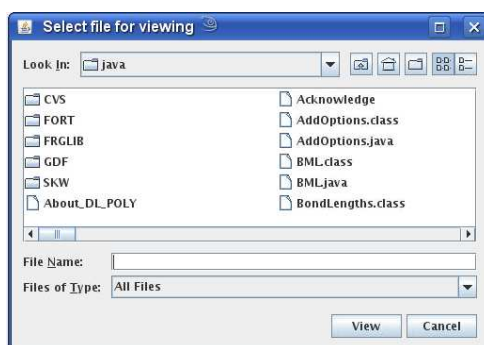 Select file for viewing
Look In: java
CVS
FORT
FRGLIB
GDF
SKW
About_DL_POLY
Acknowledge
AddOptions.class
AddOptions.java
BML.class
BML.java
BondLengths.class
File Name:
Files of Type: All Files
View Cancel